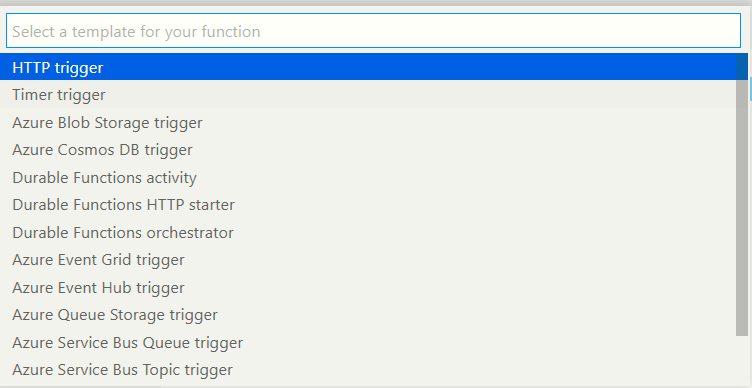 Select a template for your function
HTTP trigger
Timer trigger
Azure Blob Storage trigger
Azure Cosmos DB trigger
Durable Functions activity
Durable Functions HTTP starter
Durable Functions orchestrator
Azure Event Grid trigger
Azure Event Hub trigger
Azure Queue Storage trigger
Azure Service Bus Queue trigger
Azure Service Bus Topic trigger